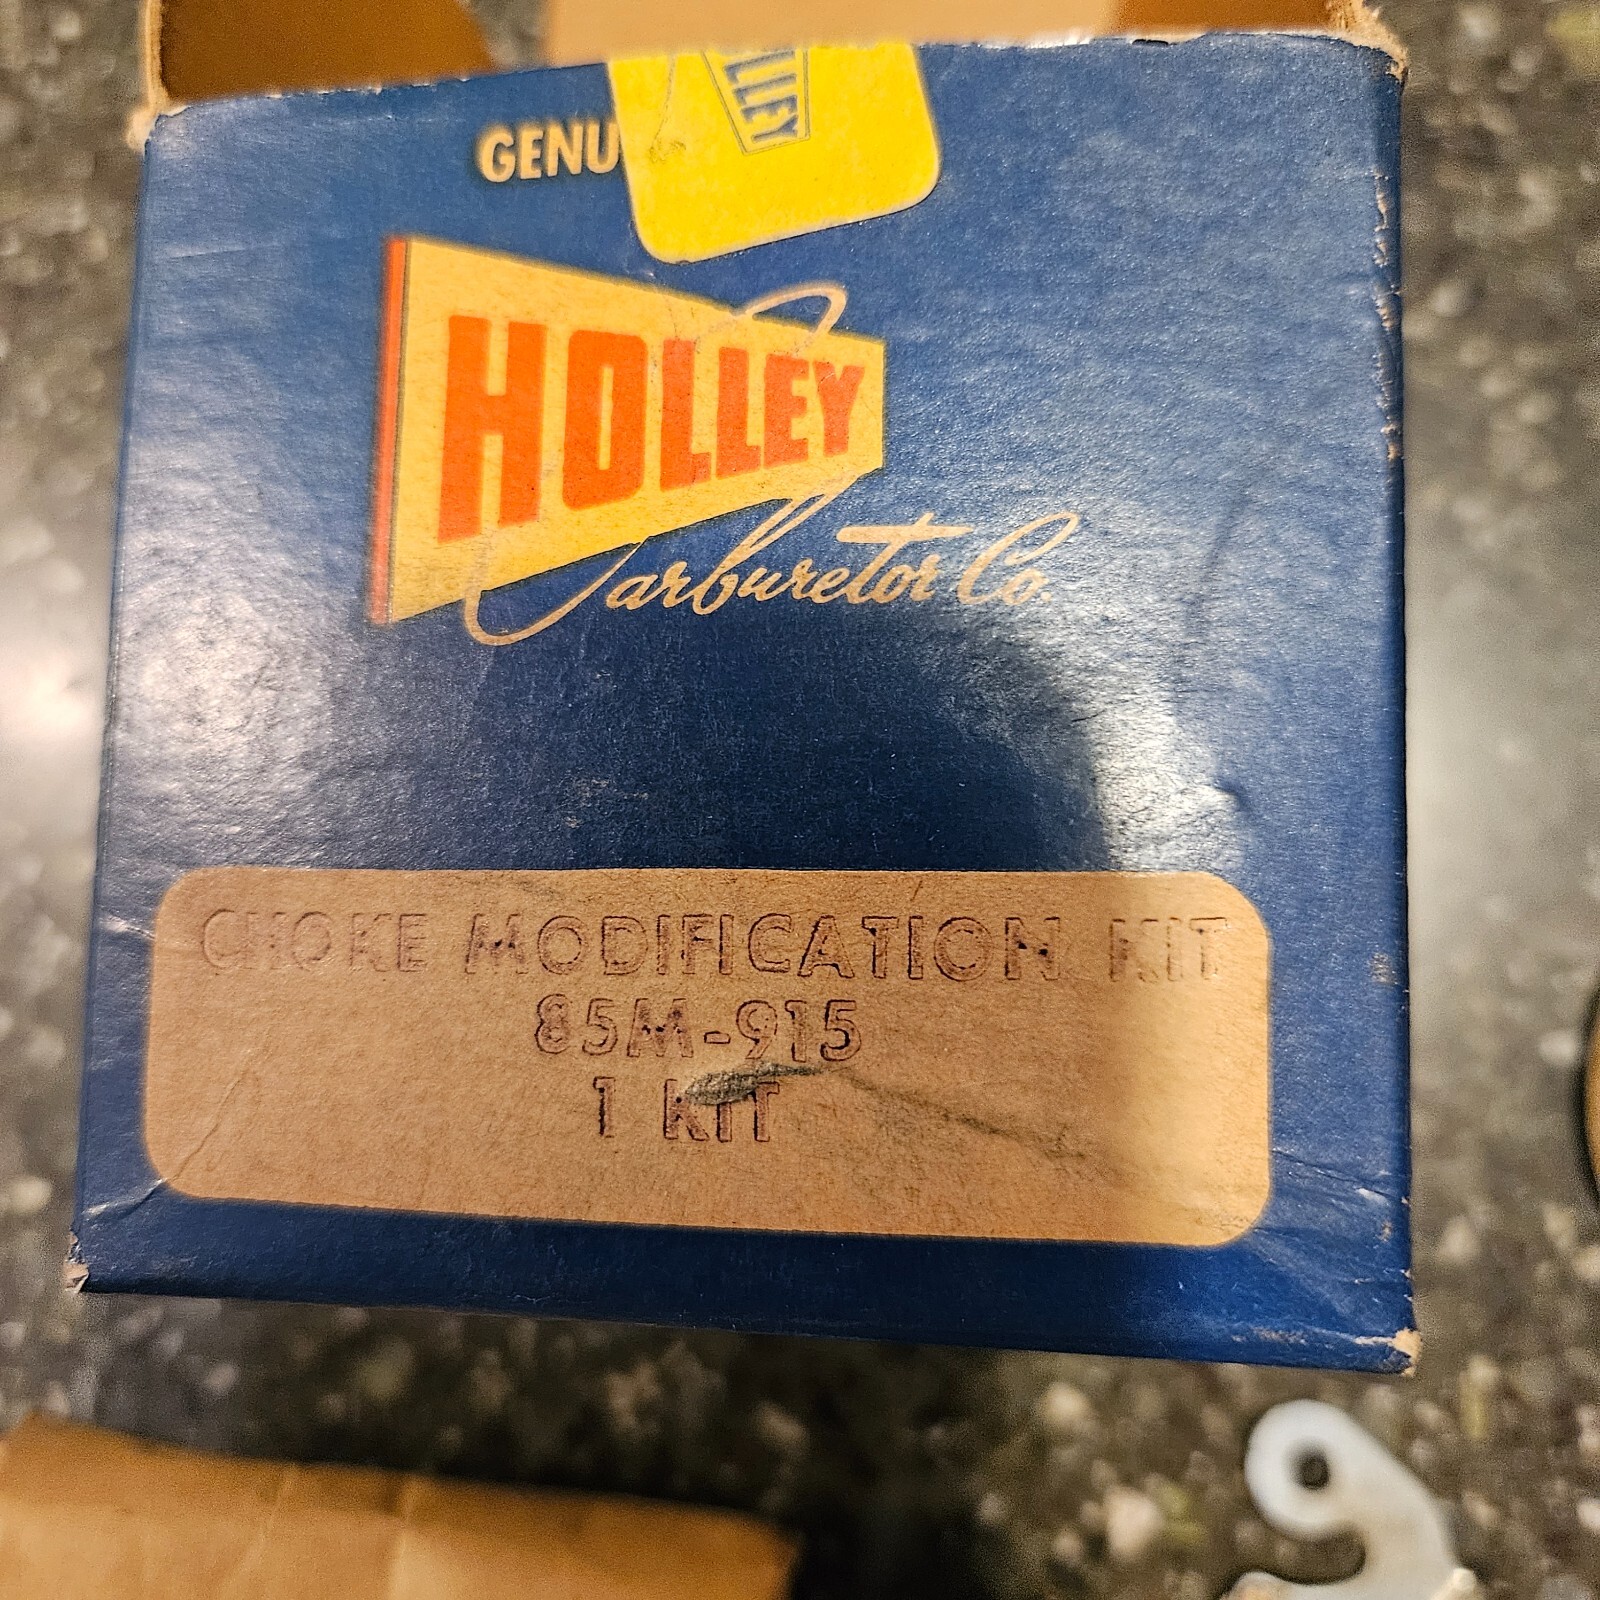 GENU
LLEY
HOLLEY
Carburetor Co.
CHOKE MODIFICATION KIT
85M-915
1 KIT